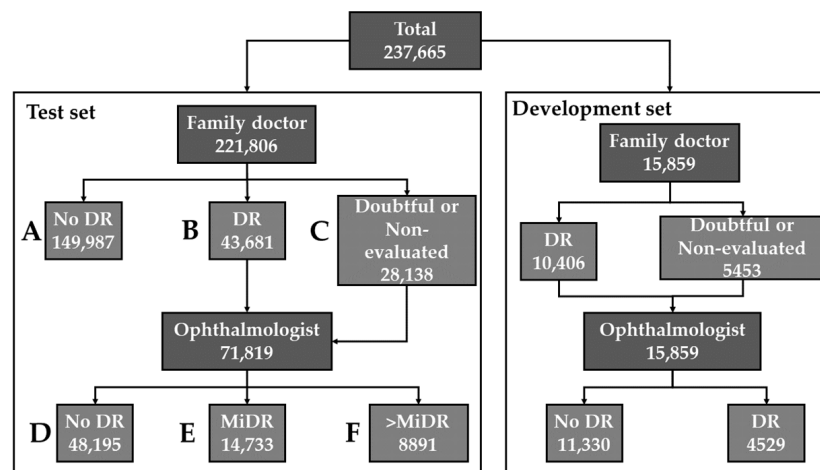 Total
237,665
Test set
Family doctor
221,806
A
No DR
149,987
B
DR
43,681
C
Doubtful or
Non-
evaluated
28,138
Ophthalmologist
71,819
D
No DR
48,195
E
MiDR
14,733
F
>MiDR
8891
Development set
Family doctor
15,859
DR
10,406
Doubtful or
Non-evaluated
5453
Ophthalmologist
15,859
No DR
11,330
DR
4529